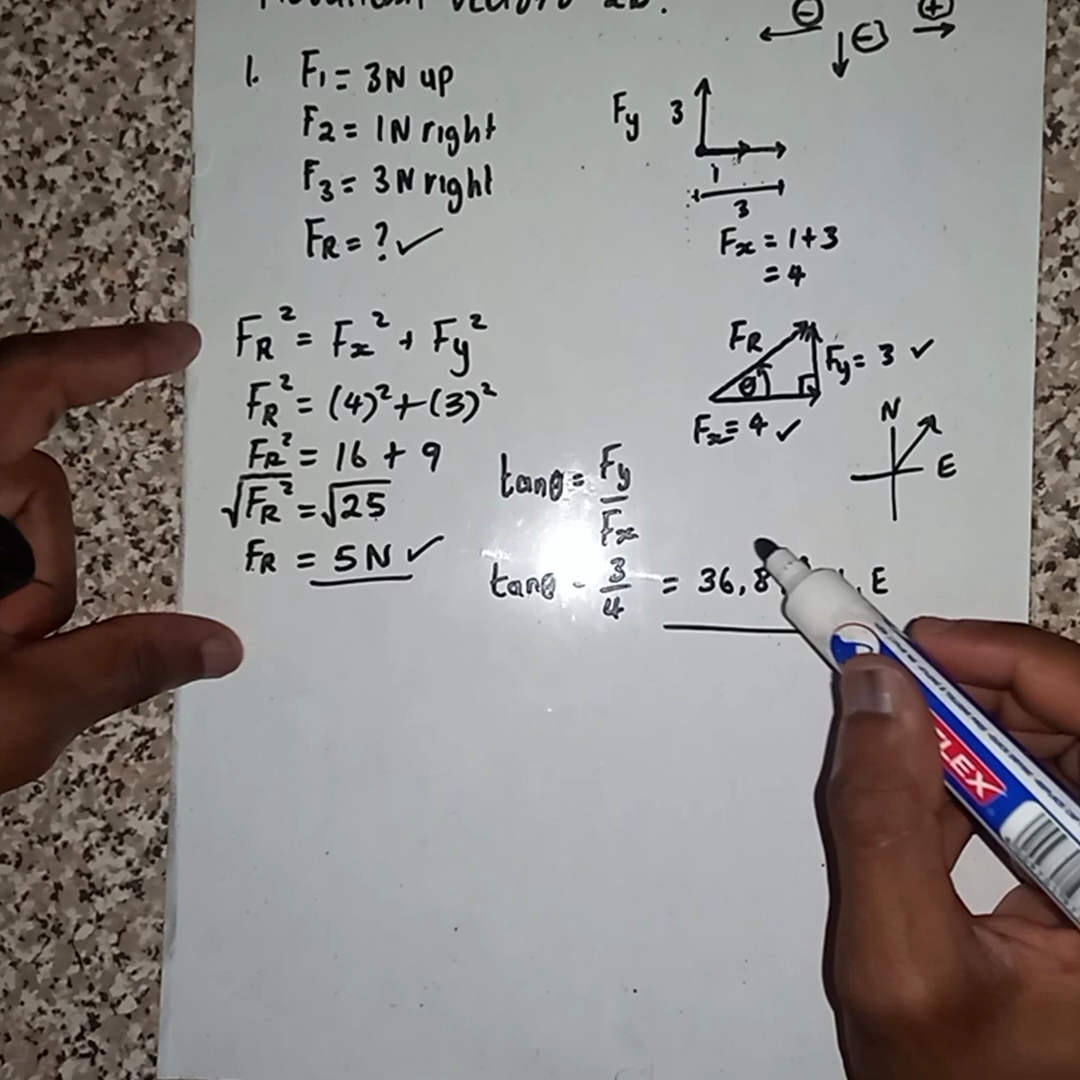 1. F₁ = 3N up
F₂ = 1N right
F₃ = 3N right
F_R = ? ✓
⊖ ⊕
⊖
Fy 3
1
3
Fx = 1+3
= 4
F_R² = Fx² + Fy²
F_R² = (4)² + (3)²
F_R² = 16 + 9
√F_R² = √25
F_R = 5N ✓
F_R
θ
Fy = 3 ✓
Fx = 4 ✓
N
E
tanθ = Fy/Fx
tanθ = 3/4 = 36,8 E
LEX